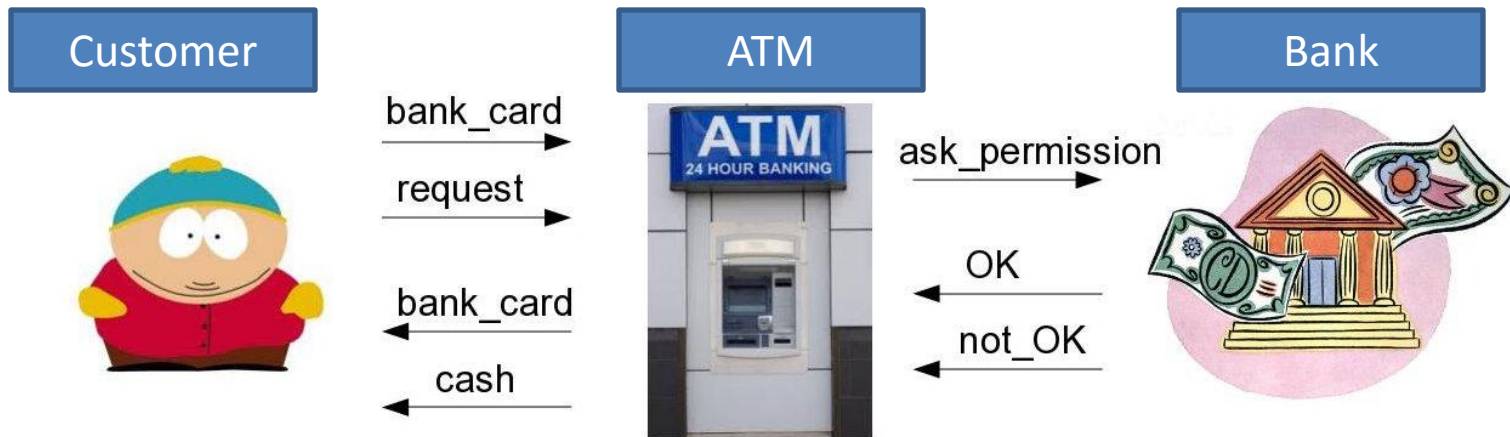 Customer
ATM
Bank
bank_card
request
bank_card
cash
ATM
24 HOUR BANKING
ask_permission
OK
not_OK